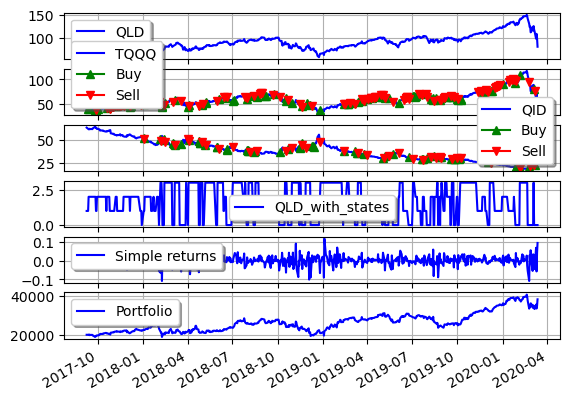 150
100
QLD
TQQQ
Buy
Sell
100
50
QID
Buy
Sell
50
25
2.5
0.0
QLD_with_states
0.1
0.0
−0.1
Simple returns
40000
20000
Portfolio
2017-10
2018-01
2018-04
2018-07
2018-10
2019-01
2019-04
2019-07
2019-10
2020-01
2020-04